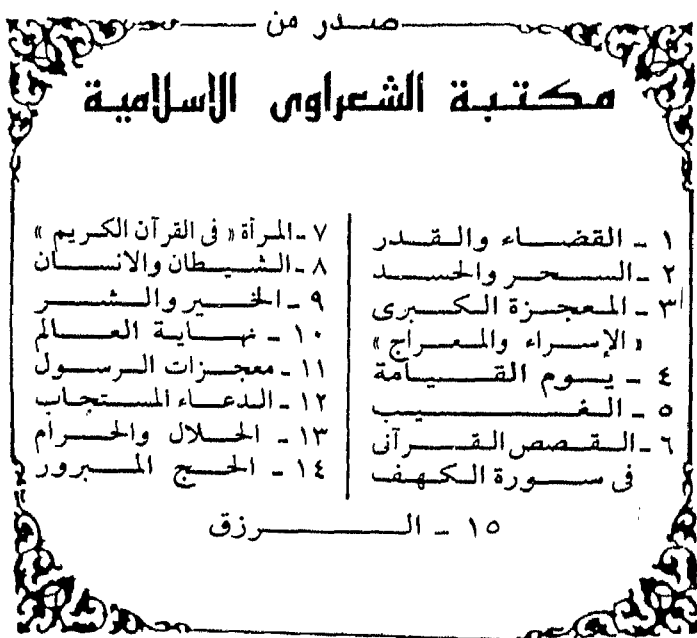 صدر من
مكتبة الشعراوى الاسلامية
١ - القضاء والقدر
٢ - السحر والحسد
٣ - المعجزة الكبرى
« الإسراء والمعراج »
٤ - يوم القيامة
٥ - الغيب
٦ - القصص القرآنى
فى سورة الكهف
٧ - المرأة « فى القرآن الكريم »
٨ - الشيطان والانسان
٩ - الخير والشر
١٠ - نهاية العالم
١١ - معجزات الرسول
١٢ - الدعاء المستجاب
١٣ - الحلال والحرام
١٤ - الحج المبرور
١٥ - الرزق